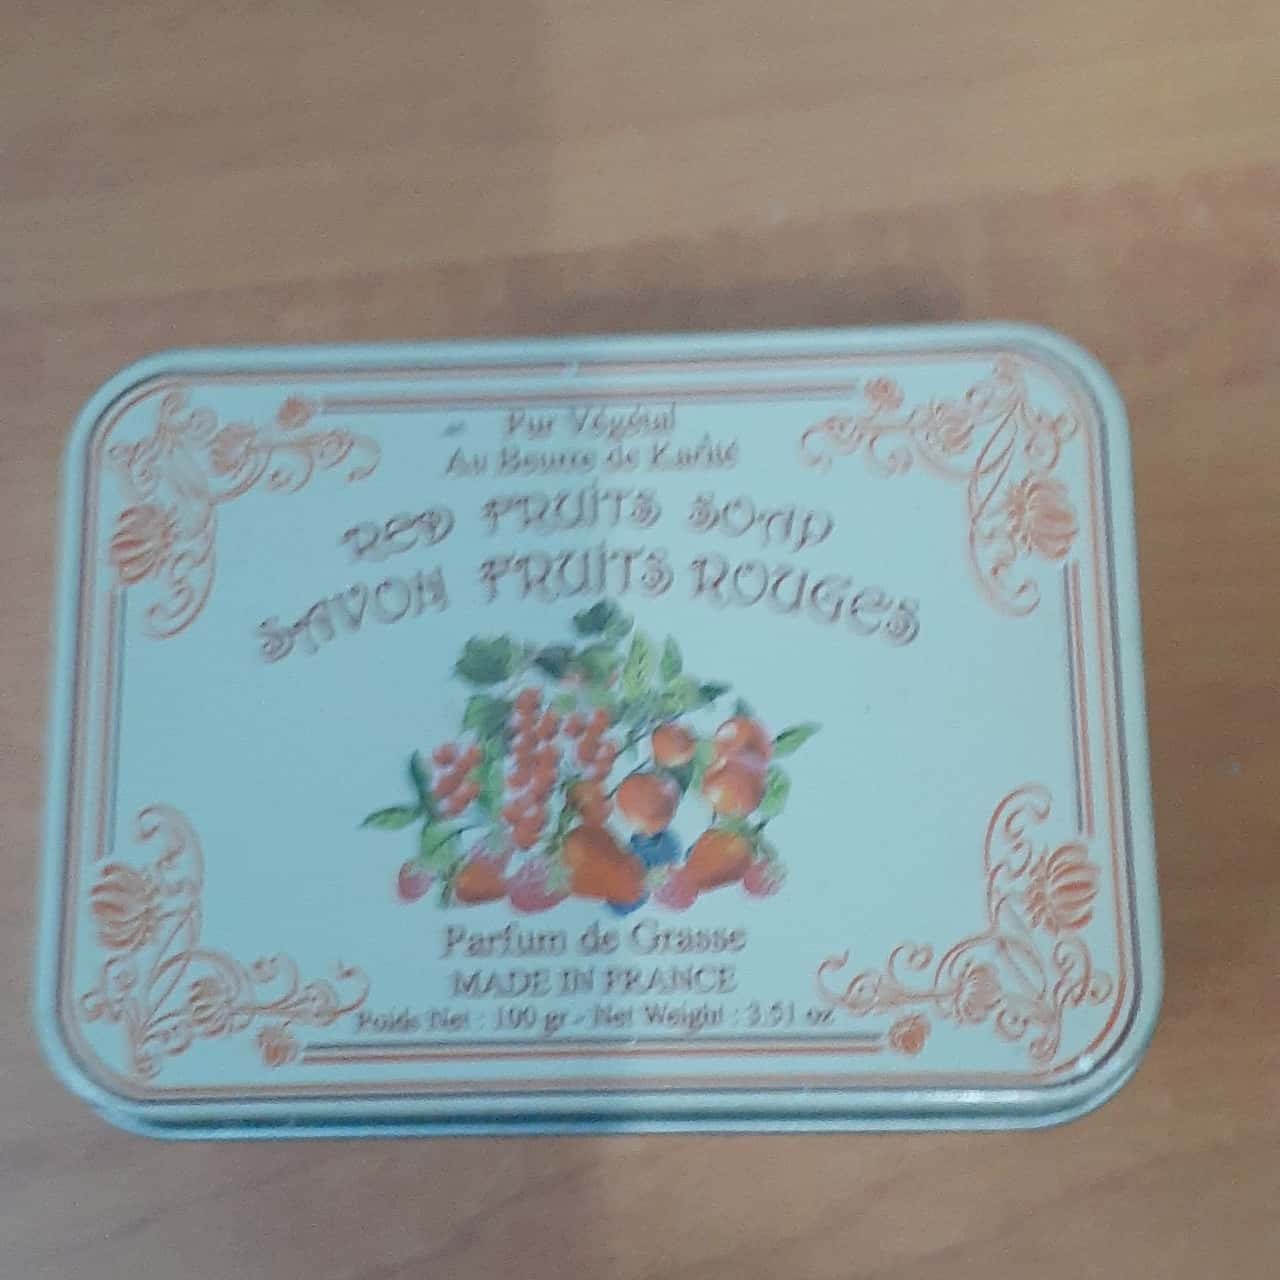 Pur Végétal
Au Beurre de Karité
RED FRUITS SOAP
SAVON FRUITS ROUGES
Parfum de Grasse
MADE IN FRANCE
Poids Net : 100 gr - Net Weight : 3.51 oz